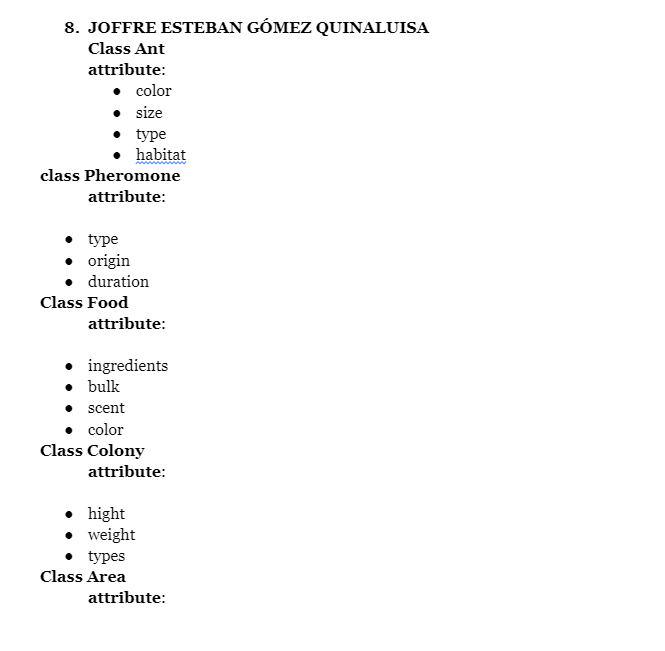 8. JOFFRE ESTEBAN GÓMEZ QUINALUISA
Class Ant
attribute:
● color
● size
● type
● habitat
class Pheromone
attribute:
● type
● origin
● duration
Class Food
attribute:
● ingredients
● bulk
● scent
● color
Class Colony
attribute:
● hight
● weight
● types
Class Area
attribute: